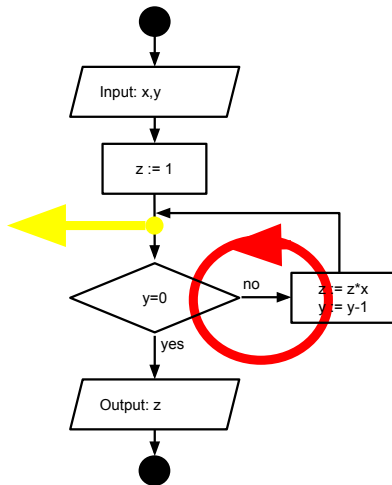 Input: x,y
z := 1
y=0
no
z := z*x
y := y-1
yes
Output: z